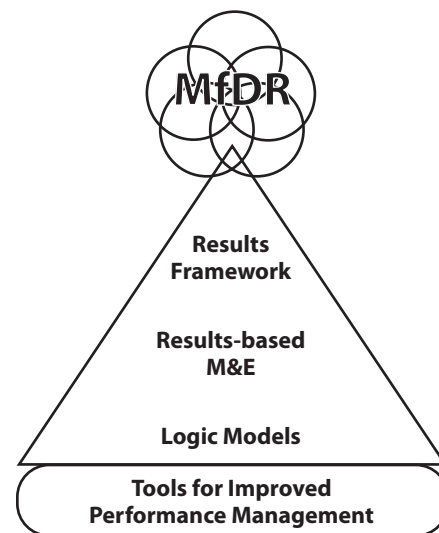 MfDR
Results
Framework
Results-based
M&E
Logic Models
Tools for Improved
Performance Management